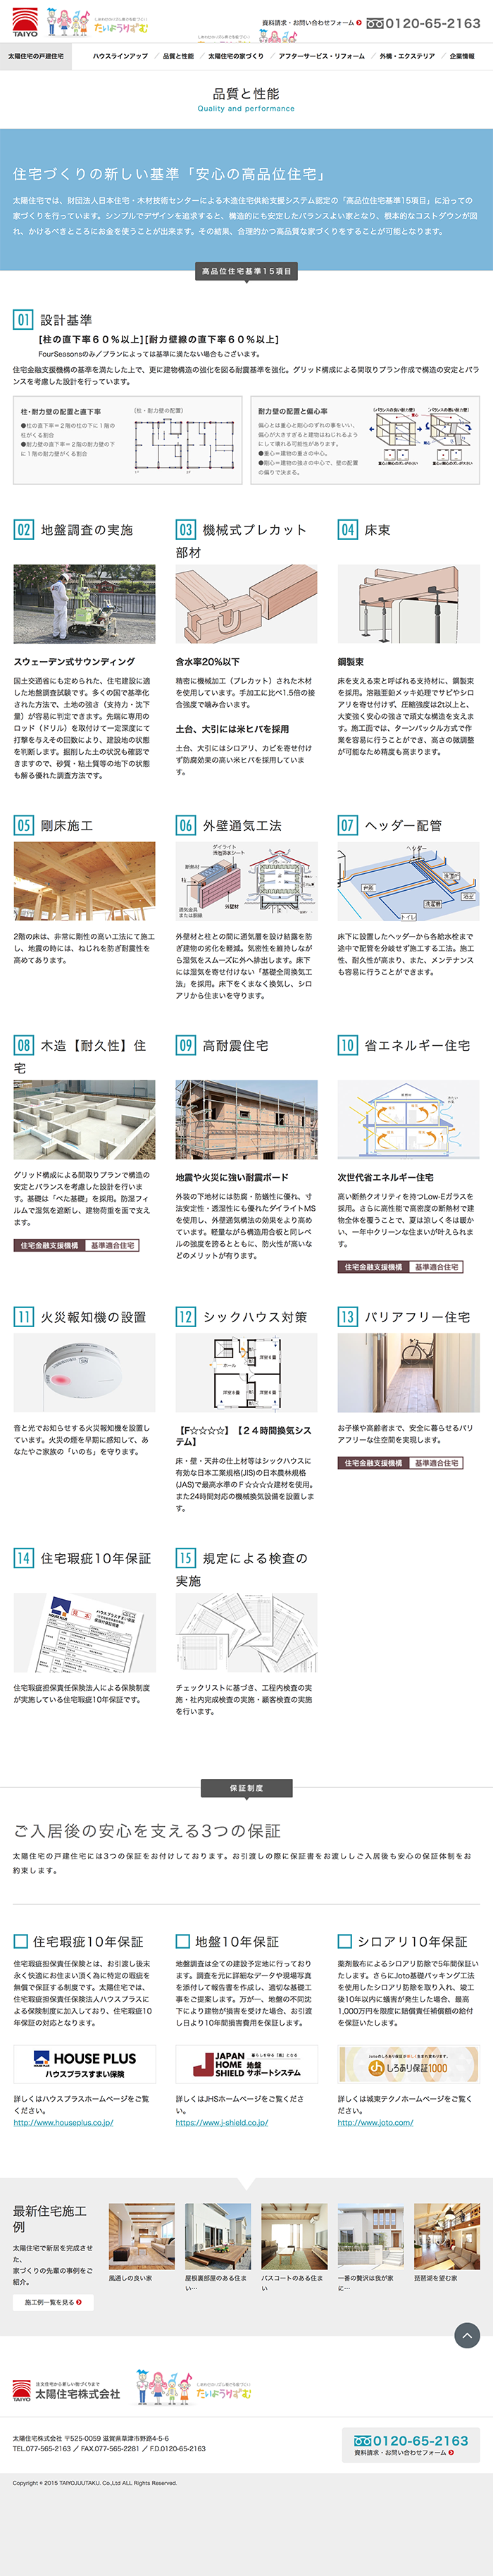 TAIYO
たいようりずむ
資料請求・お問い合わせフォーム
0120-65-2163
太陽住宅の戸建住宅
ハウスラインアップ ／ 品質と性能 ／ 太陽住宅の家づくり ／ アフターサービス・リフォーム ／ 外構・エクステリア ／ 企業情報
品質と性能
Quality and performance
住宅づくりの新しい基準「安心の高品位住宅」
太陽住宅では、財団法人日本住宅・木材技術センターによる木造住宅供給支援システム認定の「高品位住宅基準15項目」に沿っての
家づくりを行っています。シンプルでデザインを追求すると、構造的にも安定したバランスよい家となり、根本的なコストダウンが図
れ、かけるべきところにお金を使うことが出来ます。その結果、合理的かつ高品質な家づくりをすることが可能となります。
高品位住宅基準15項目
01 設計基準
[柱の直下率６０％以上][耐力壁線の直下率６０％以上]
FourSeasonsのみ／プランによっては基準に満たない場合もございます。
住宅金融支援機構の基準を満たした上で、更に建物構造の強化を図る耐震基準を強化。グリッド構成による間取りプラン作成で構造の安定とバラ
ンスを考慮した設計を行っています。
柱・耐力壁の配置と直下率
●柱の直下率＝２階の柱の下に１階の
柱がくる割合
●耐力壁の直下率＝２階の耐力壁の下
に１階の耐力壁がくる割合
(柱・耐力壁の配置)
耐力壁の配置と偏心率
偏心とは重心と剛心のずれの事をいい、
偏心が大きすぎると建物はねじれるよう
にして壊れる可能性があります。
●重心＝建物の重さの中心。
●剛心＝建物の強さの中心で、壁の配置
の偏りで決まる。
02 地盤調査の実施
スウェーデン式サウンディング
国土交通省にも定められた、住宅建設に適
した地盤調査試験です。多くの国で基準化
された方法で、土地の強さ（支持力・沈下
量）が容易に判定できます。先端に専用の
ロッド（ドリル）を取付けて一定深度にて
打撃を与えその回数により、建設地の状態
を判断します。掘削した土の状況も確認で
きますので、砂質・粘土質等の地下の状態
も解る優れた調査方法です。
03 機械式プレカット
部材
含水率20％以下
精密に機械加工（プレカット）された木材
を使用しています。手加工に比べ1.5倍の接
合強度で噛み合います。
土台、大引には米ヒバを採用
土台、大引にはシロアリ、カビを寄せ付け
ず防腐効果の高い米ヒバを採用していま
す。
04 床束
鋼製束
床を支える束と呼ばれる支持材に、鋼製束
を採用。溶融亜鉛メッキ処理でサビやシロ
アリを寄せ付けず、圧縮強度は2t以上と、
大変強く安心の強さで頑丈な構造を支えま
す。施工面では、ターンバックル方式で作
業を容易に行うことができ、高さの微調整
が可能なため精度も高まります。
05 剛床施工
2階の床は、非常に剛性の高い工法にて施工
し、地震の時には、ねじれを防ぎ耐震性を
高めてあります。
06 外壁通気工法
ダイライト
透湿防水シート
断熱材
通気金具
または胴縁
外壁材
外壁材と柱との間に通気層を設け結露を防
ぎ建物の劣化を軽減。気密性を維持しなが
ら湿気をスムーズに外へ排出します。床下
には湿気を寄せ付けない「基礎全周換気工
法」を採用。床下をくまなく換気し、シロ
アリから住まいを守ります。
07 ヘッダー配管
ヘッダー
洗濯機
トイレ
床下に設置したヘッダーから各給水栓まで
途中で配管を分岐せず施工する工法。施工
性、耐久性が高まり、また、メンテナンス
も容易に行うことができます。
08 木造【耐久性】住
宅
グリッド構成による間取りプランで構造の
安定とバランスを考慮した設計を行いま
す。基礎は「べた基礎」を採用。防湿フィ
ルムで湿気を遮断し、建物荷重を面で支え
ます。
住宅金融支援機構 基準適合住宅
09 高耐震住宅
地震や火災に強い耐震ボード
外装の下地材には防腐・防蟻性に優れ、寸
法安定性・透湿性にも優れたダイライトMS
を使用し、外壁通気構法の効果をより高め
ています。軽量ながら構造用合板と同レベ
ルの強度を誇るとともに、防火性が高いな
どのメリットが有ります。
10 省エネルギー住宅
次世代省エネルギー住宅
高い断熱クオリティを持つLow-Eガラスを
採用。さらに高性能で高密度の断熱材で建
物全体を覆うことで、夏は涼しく冬は暖か
い、一年中クリーンな住まいが叶えられま
す。
住宅金融支援機構 基準適合住宅
11 火災報知機の設置
音と光でお知らせする火災報知機を設置し
ています。火災の煙を早期に感知して、あ
なたやご家族の「いのち」を守ります。
12 シックハウス対策
洋室８畳
ホール
洋室６畳 洋室６畳
【F☆☆☆☆】【２４時間換気シス
テム】
床・壁・天井の仕上材等はシックハウスに
有効な日本工業規格(JIS)の日本農林規格
(JAS)で最高水準のＦ☆☆☆☆建材を使用。
また24時間対応の機械換気設備を設置しま
す。
13 バリアフリー住宅
お子様や高齢者まで、安全に暮らせるバリ
アフリーな住空間を実現します。
住宅金融支援機構 基準適合住宅
14 住宅瑕疵10年保証
HOUSE PLUS
住宅瑕疵担保責任保険法人による保険制度
が実施している住宅瑕疵10年保証です。
15 規定による検査の
実施
チェックリストに基づき、工程内検査の実
施・社内完成検査の実施・顧客検査の実施
を行います。
保証制度
ご入居後の安心を支える3つの保証
太陽住宅の戸建住宅には3つの保証をお付けしております。お引渡しの際に保証書をお渡ししご入居後も安心の保証体制をお
約束します。
住宅瑕疵10年保証
住宅瑕疵担保責任保険とは、お引渡し後末
永く快適にお住まい頂く為に特定の瑕疵を
無償で保証する制度です。太陽住宅では、
住宅瑕疵担保責任保険法人ハウスプラスに
よる保険制度に加入しており、住宅瑕疵10
年保証の対応となります。
HOUSE PLUS
ハウスプラスすまい保険
詳しくはハウスプラスホームページをご覧
ください。
http://www.houseplus.co.jp/
地盤10年保証
地盤調査は全ての建設予定地に行っており
ます。調査を元に詳細なデータや現場写真
を添付して報告書を作成し、適切な基礎工
事をご提案します。万が一、地盤の不同沈
下により建物が損害を受けた場合、お引渡
し日より10年間損害費用を保証します。
JAPAN
HOME
SHIELD
地盤
サポートシステム
詳しくはJHSホームページをご覧くださ
い。
https://www.j-shield.co.jp/
シロアリ10年保証
薬剤散布によるシロアリ防除で5年間保証い
たします。さらにJoto基礎パッキング工法
を使用したシロアリ防除を取り入れ、竣工
後10年以内に蟻害が発生した場合、最高
1,000万円を限度に賠償責任補償額の給付
を保証いたします。
しろあり保証1000
詳しくは城東テクノホームページをご覧く
ださい。
http://www.joto.com/
最新住宅施工
例
太陽住宅で新居を完成させ
た、
家づくりの先輩の事例をご
紹介。
施工例一覧を見る
風通しの良い家
屋根裏部屋のある住ま
い…
バスコートのある住ま
い
一番の贅沢は我が家
に…
琵琶湖を望む家
TAIYO
注文住宅から新しい街づくりまで
太陽住宅株式会社
たいようりずむ
太陽住宅株式会社 〒525-0059 滋賀県草津市野路4-5-6
TEL.077-565-2163 ／ FAX.077-565-2281 ／ F.D.0120-65-2163
0120-65-2163
資料請求・お問い合わせフォーム
Copyright © 2015 TAIYOJUUTAKU. Co.,Ltd ALL Rights Reserved.